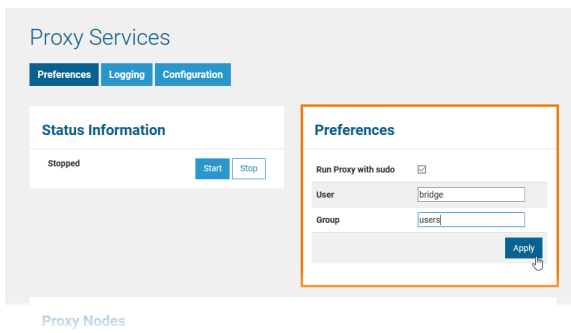 Proxy Services
Preferences Logging Configuration
Status Information
Stopped Start Stop
Preferences
Run Proxy with sudo
User bridge
Group users
Apply
Proxy Nodes